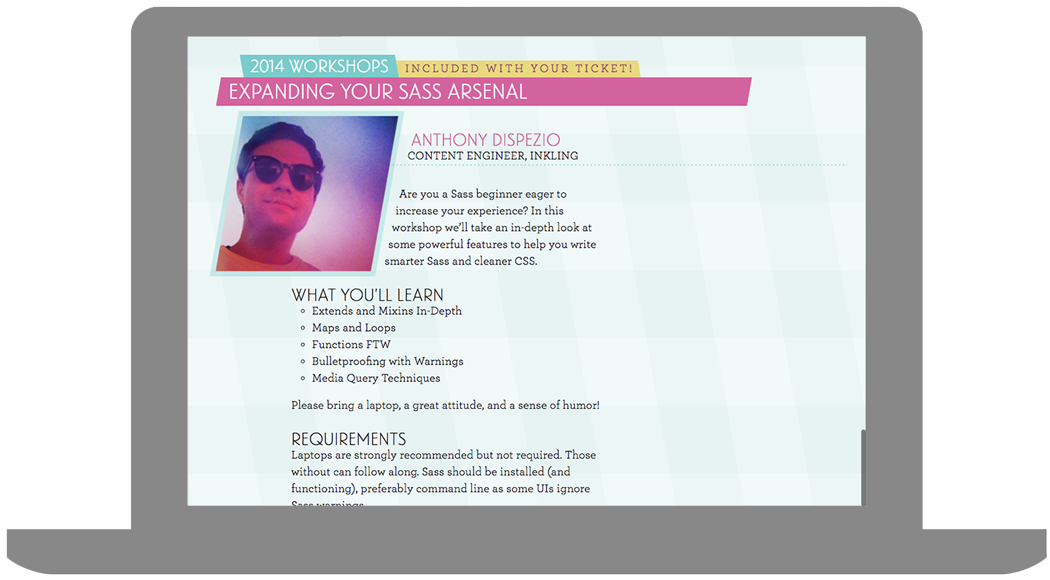 2014 WORKSHOPS INCLUDED WITH YOUR TICKET!
EXPANDING YOUR SASS ARSENAL
ANTHONY DISPEZIO
CONTENT ENGINEER, INKLING
Are you a Sass beginner eager to
increase your experience? In this
workshop we'll take an in-depth look at
some powerful features to help you write
smarter Sass and cleaner CSS.
WHAT YOU'LL LEARN
Extends and Mixins In-Depth
Maps and Loops
Functions FTW
Bulletproofing with Warnings
Media Query Techniques
Please bring a laptop, a great attitude, and a sense of humor!
REQUIREMENTS
Laptops are strongly recommended but not required. Those
without can follow along. Sass should be installed (and
functioning), preferably command line as some UIs ignore
Sass warnings